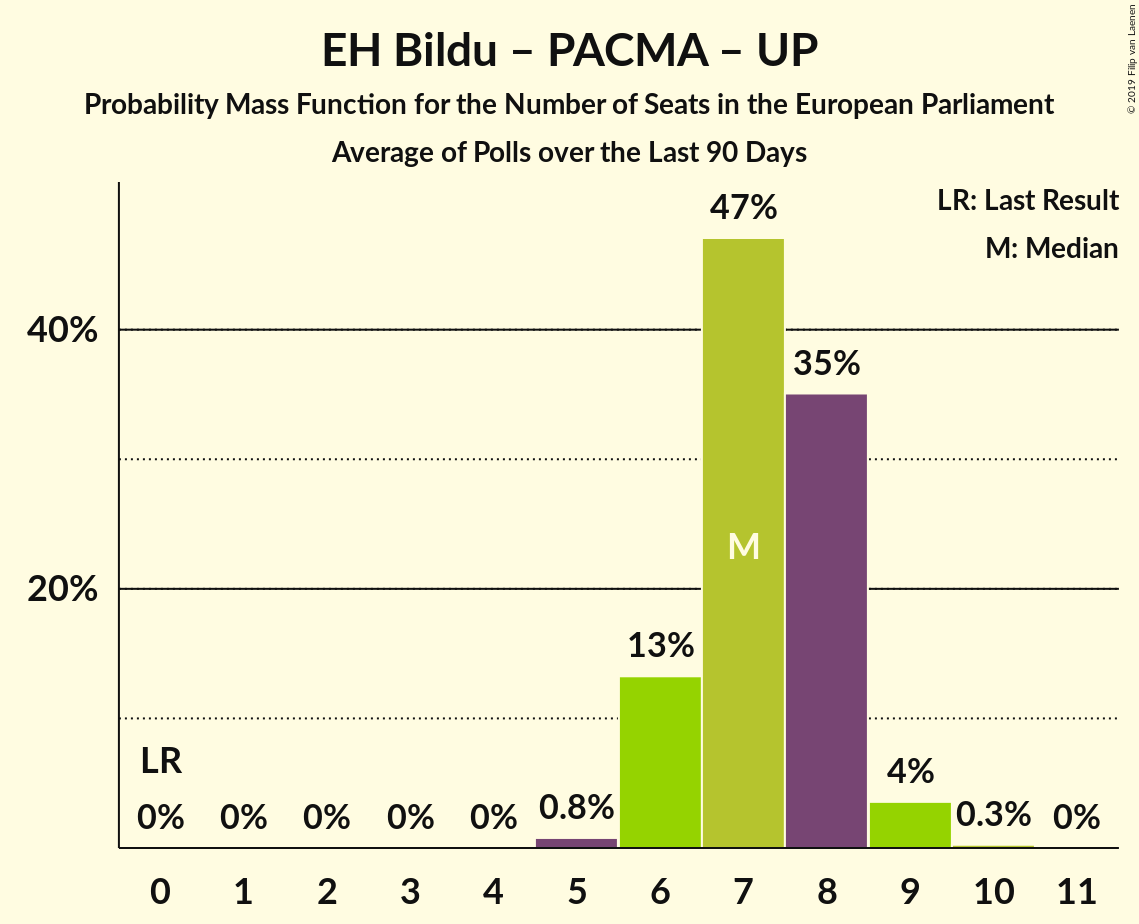 EH Bildu – PACMA – UP
Probability Mass Function for the Number of Seats in the European Parliament
Average of Polls over the Last 90 Days
© 2019 Filip van Laenen
LR: Last Result
M: Median
47%
40%
35%
M
20%
13%
LR
4%
0% 0% 0% 0% 0% 0.8% 0.3% 0%
0 1 2 3 4 5 6 7 8 9 10 11